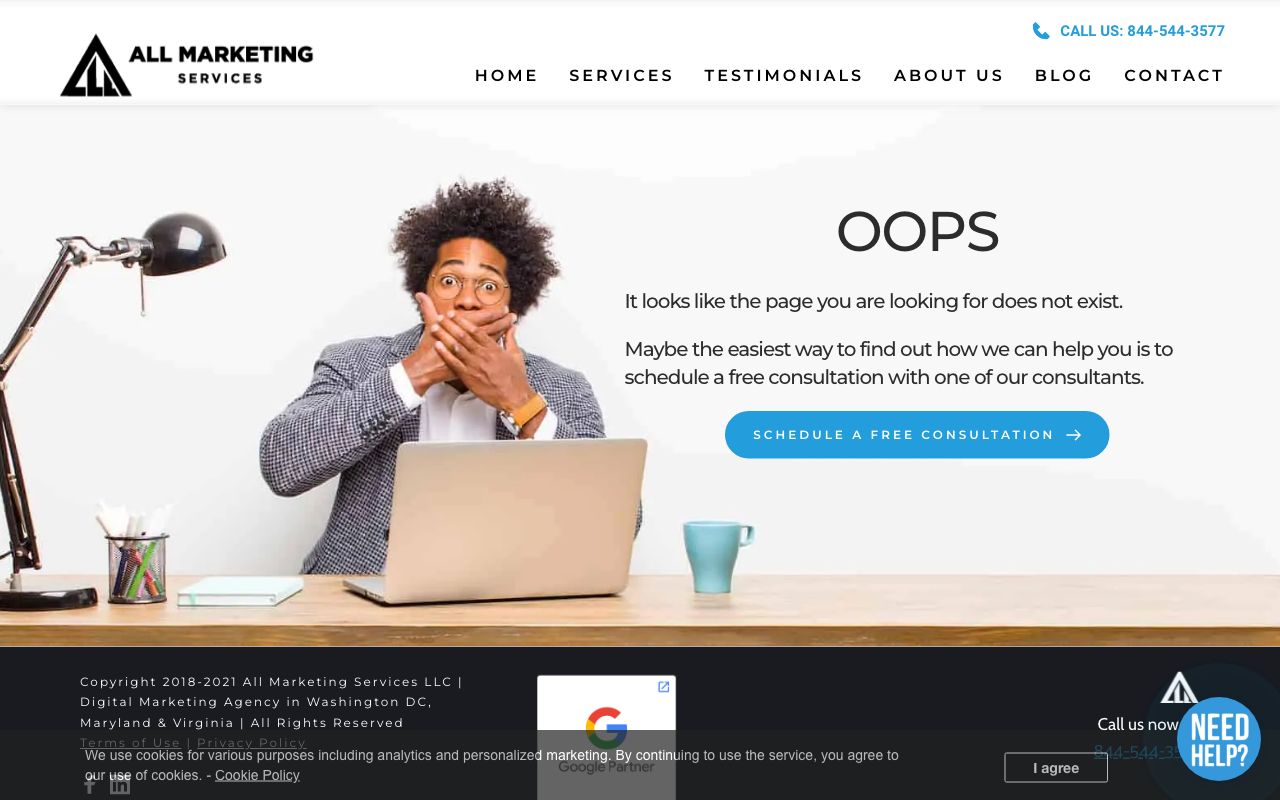 CALL US: 844-544-3577
ALL MARKETING
SERVICES
HOME SERVICES TESTIMONIALS ABOUT US BLOG CONTACT
OOPS
It looks like the page you are looking for does not exist.
Maybe the easiest way to find out how we can help you is to
schedule a free consultation with one of our consultants.
SCHEDULE A FREE CONSULTATION →
Copyright 2018-2021 All Marketing Services LLC |
Digital Marketing Agency in Washington DC,
Maryland & Virginia | All Rights Reserved
Terms of Use | Privacy Policy
Google Partner
Call us now
844-544-35
NEED
HELP?
We use cookies for various purposes including analytics and personalized marketing. By continuing to use the service, you agree to
our use of cookies. - Cookie Policy
I agree